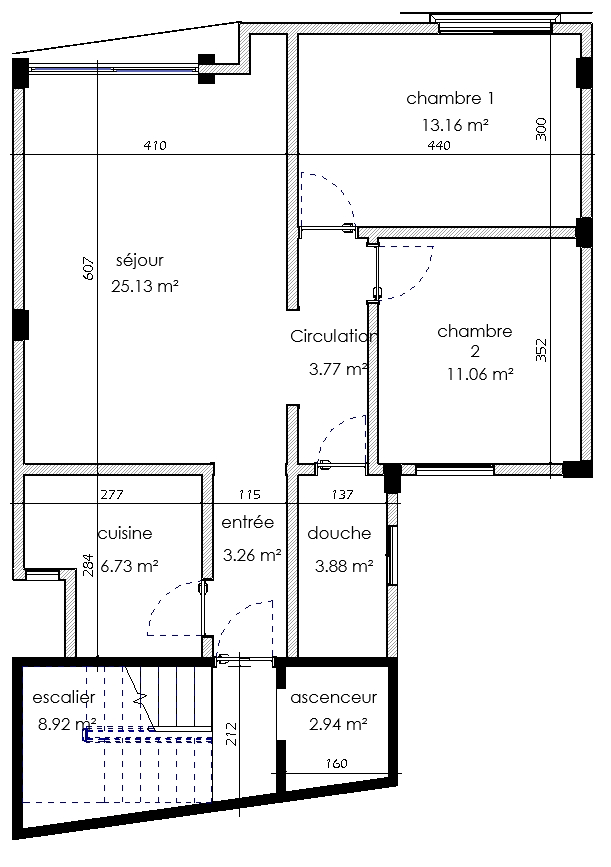 chambre 1
13.16 m²
300
410
440
607
séjour
25.13 m²
Circulation
3.77 m²
chambre
2
11.06 m²
352
277
115
137
entrée
3.26 m²
cuisine
6.73 m²
douche
3.88 m²
284
escalier
8.92 m²
ascenceur
2.94 m²
212
160